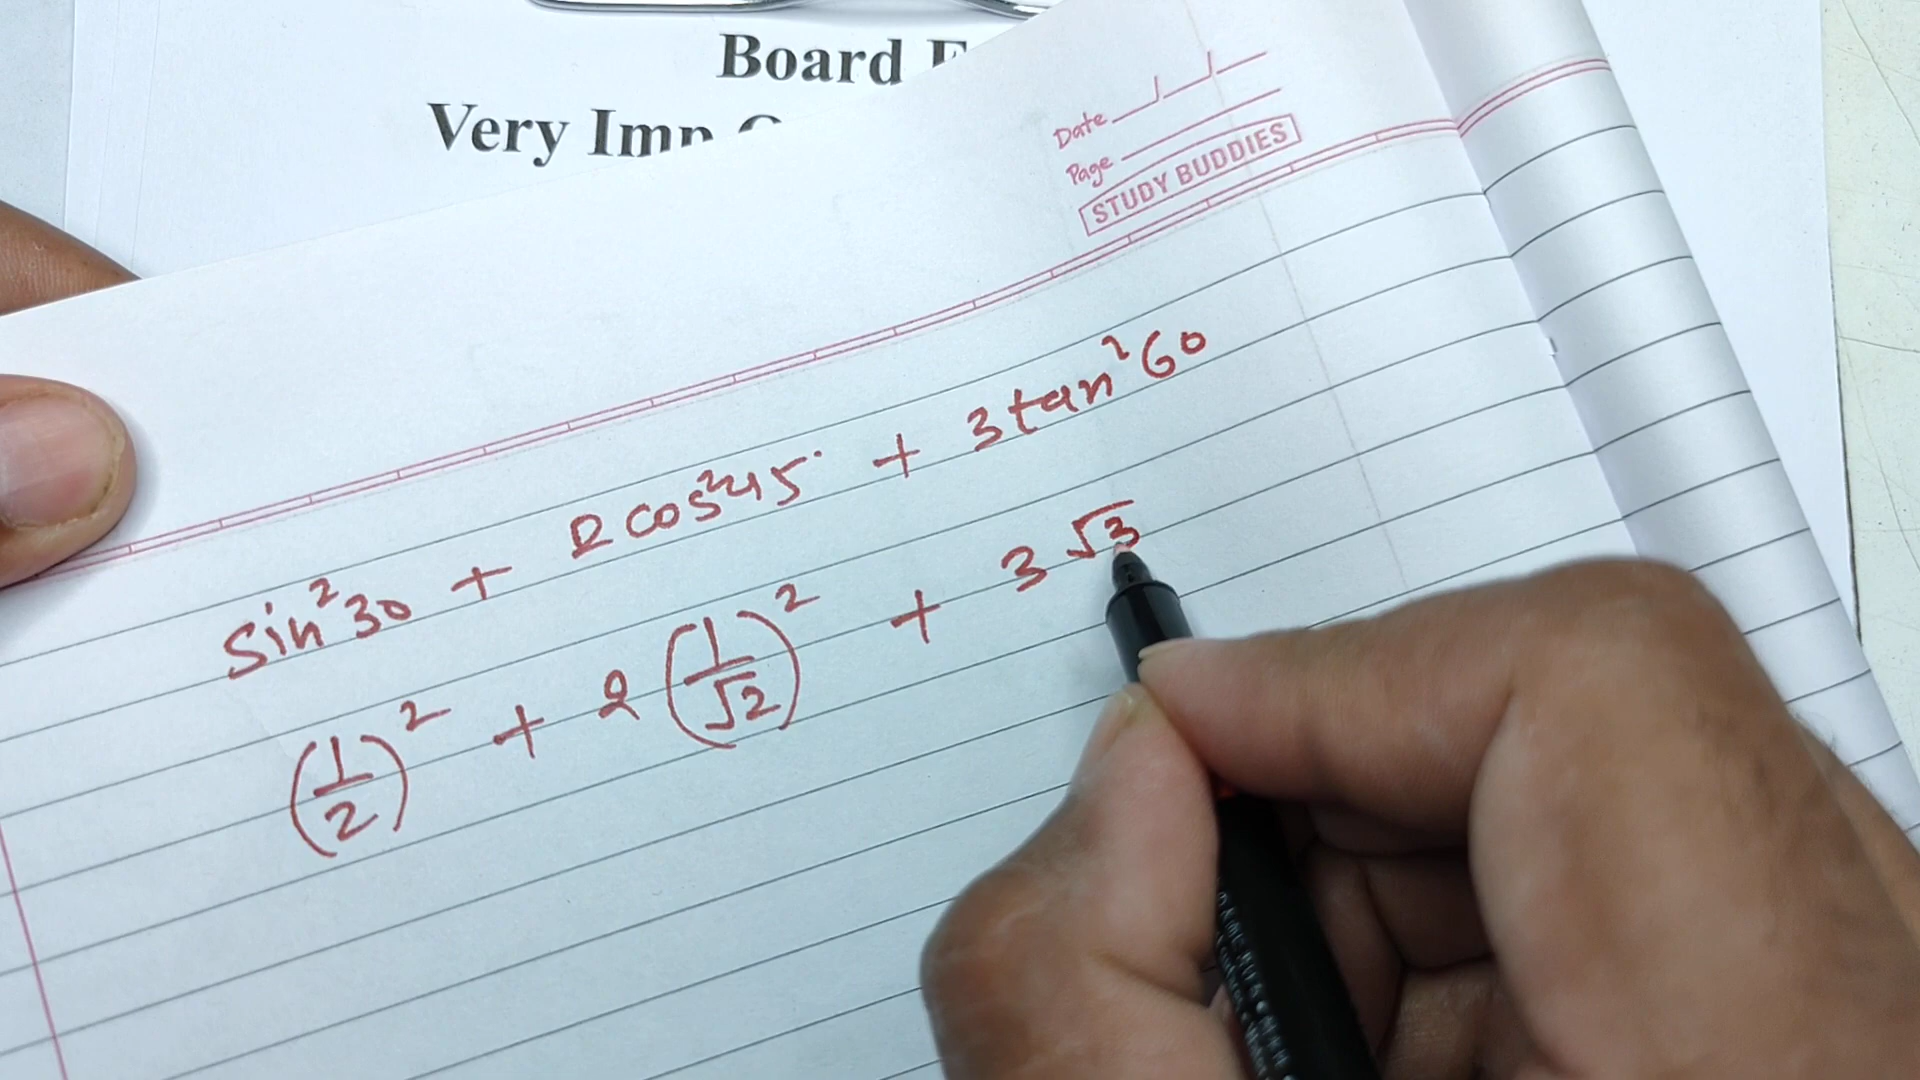 Board
Very Imp
Date
Page
STUDY BUDDIES
sin²30 + 2cos²45° + 3tan²60
(1/2)² + 2(1/√2)² + 3√3